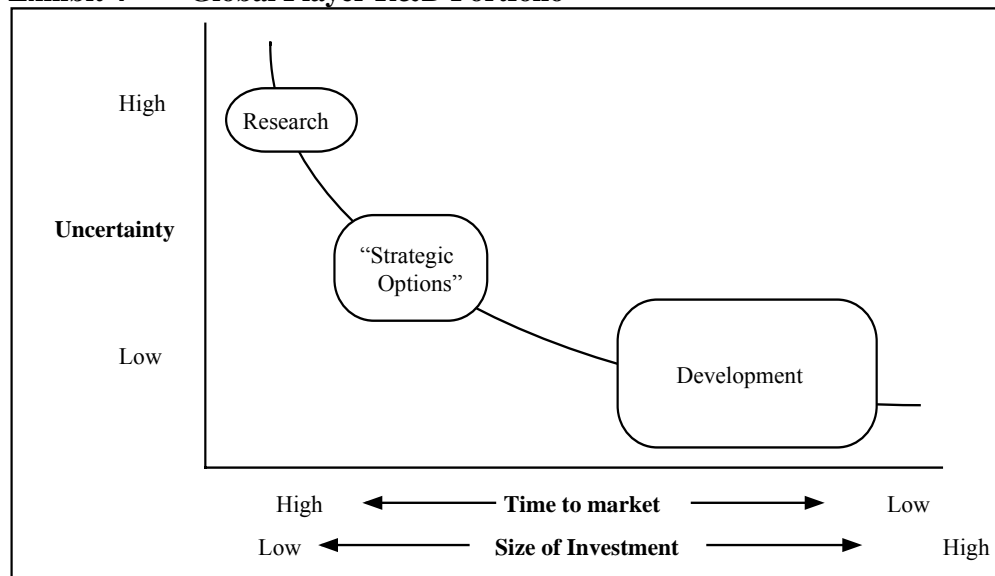 Exhibit 4 Global Player R&D Portfolio
High
Research
Uncertainty
“Strategic
Options”
Low
Development
High Time to market Low
Low Size of Investment High